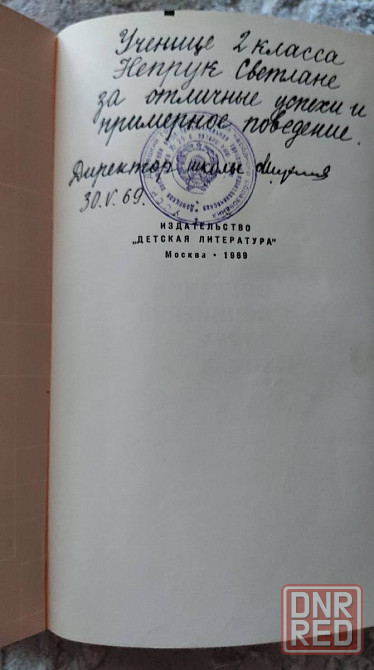 Ученице 2 класса
Непрук Светлане
за отличные успехи и
примерное поведение.
Директор школы
30.V.69.
ИЗДАТЕЛЬСТВО
„ДЕТСКАЯ ЛИТЕРАТУРА"
Москва • 1969
DNR
RED